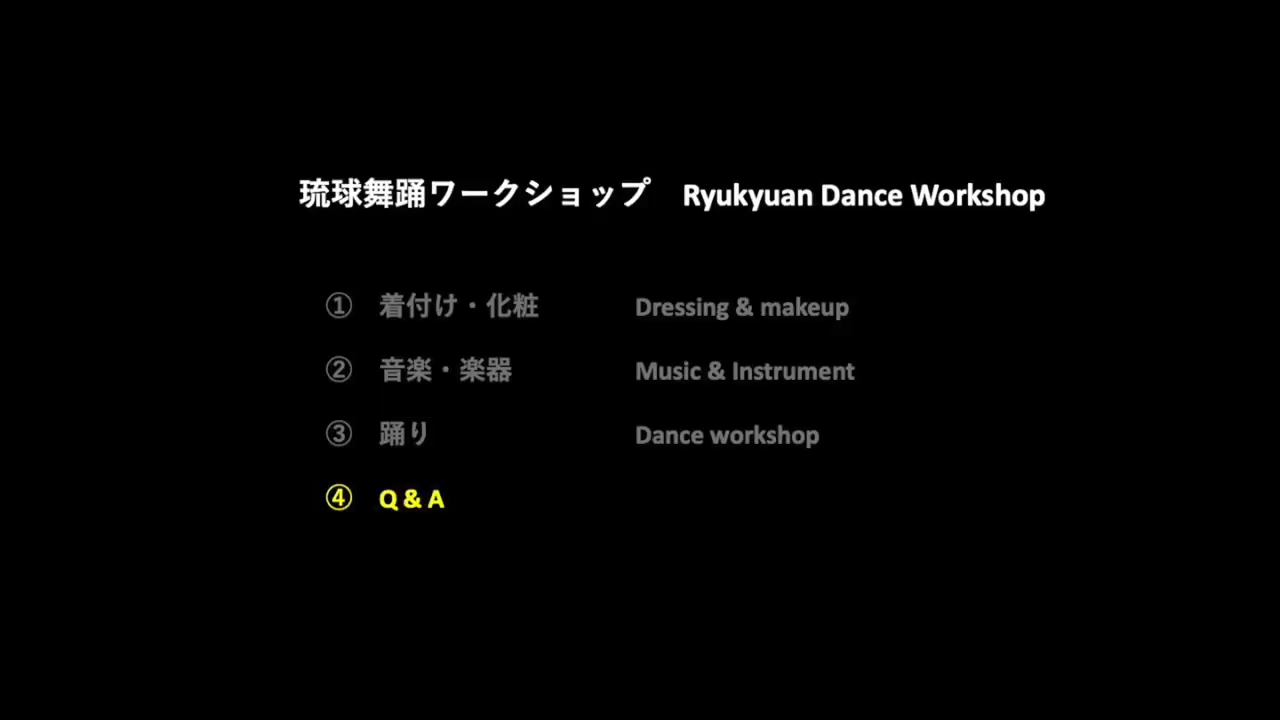 琉球舞踊ワークショップ Ryukyuan Dance Workshop
① 着付け・化粧 Dressing & makeup
② 音楽・楽器 Music & Instrument
③ 踊り Dance workshop
④ Q & A